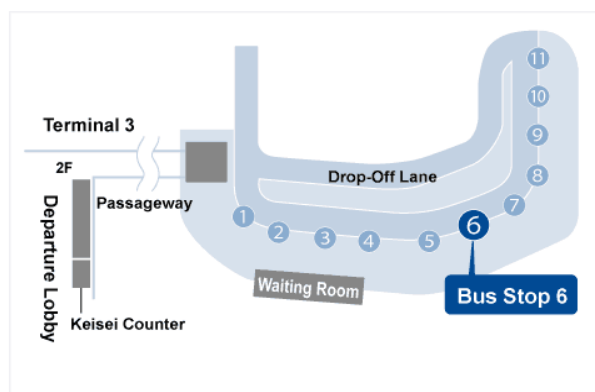 Terminal 3
2F
Passageway
Departure Lobby
Keisei Counter
Drop-Off Lane
11
10
9
8
7
6
5
4
3
2
1
Waiting Room
Bus Stop 6